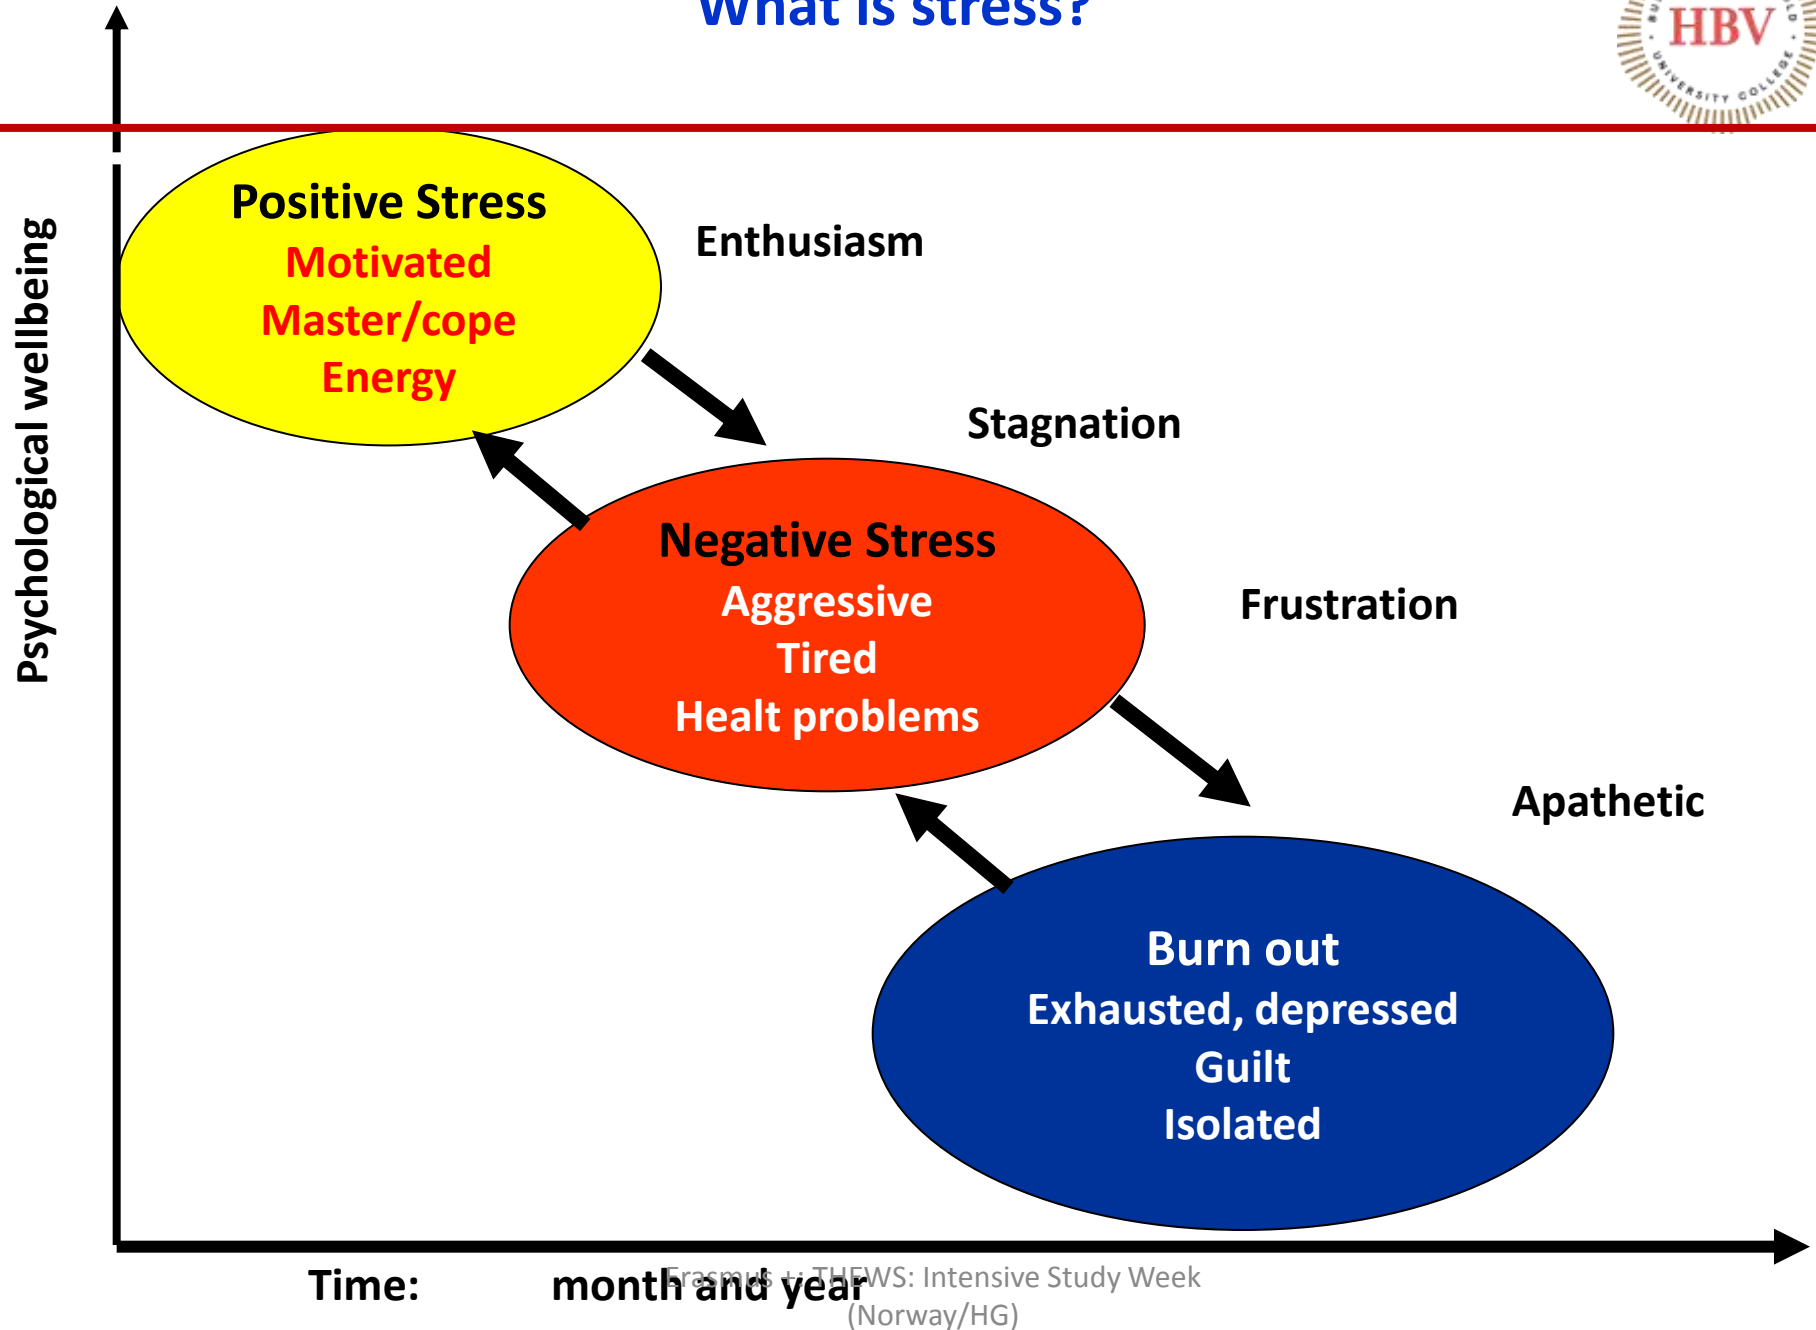 What is stress?
HBV
UNIVERSITY COLLEGE
Psychological wellbeing
Positive Stress
Motivated
Master/cope
Energy
Enthusiasm
Stagnation
Negative Stress
Aggressive
Tired
Healt problems
Frustration
Apathetic
Burn out
Exhausted, depressed
Guilt
Isolated
Time: month and year
Erasmus +: THEWS: Intensive Study Week
(Norway/HG)